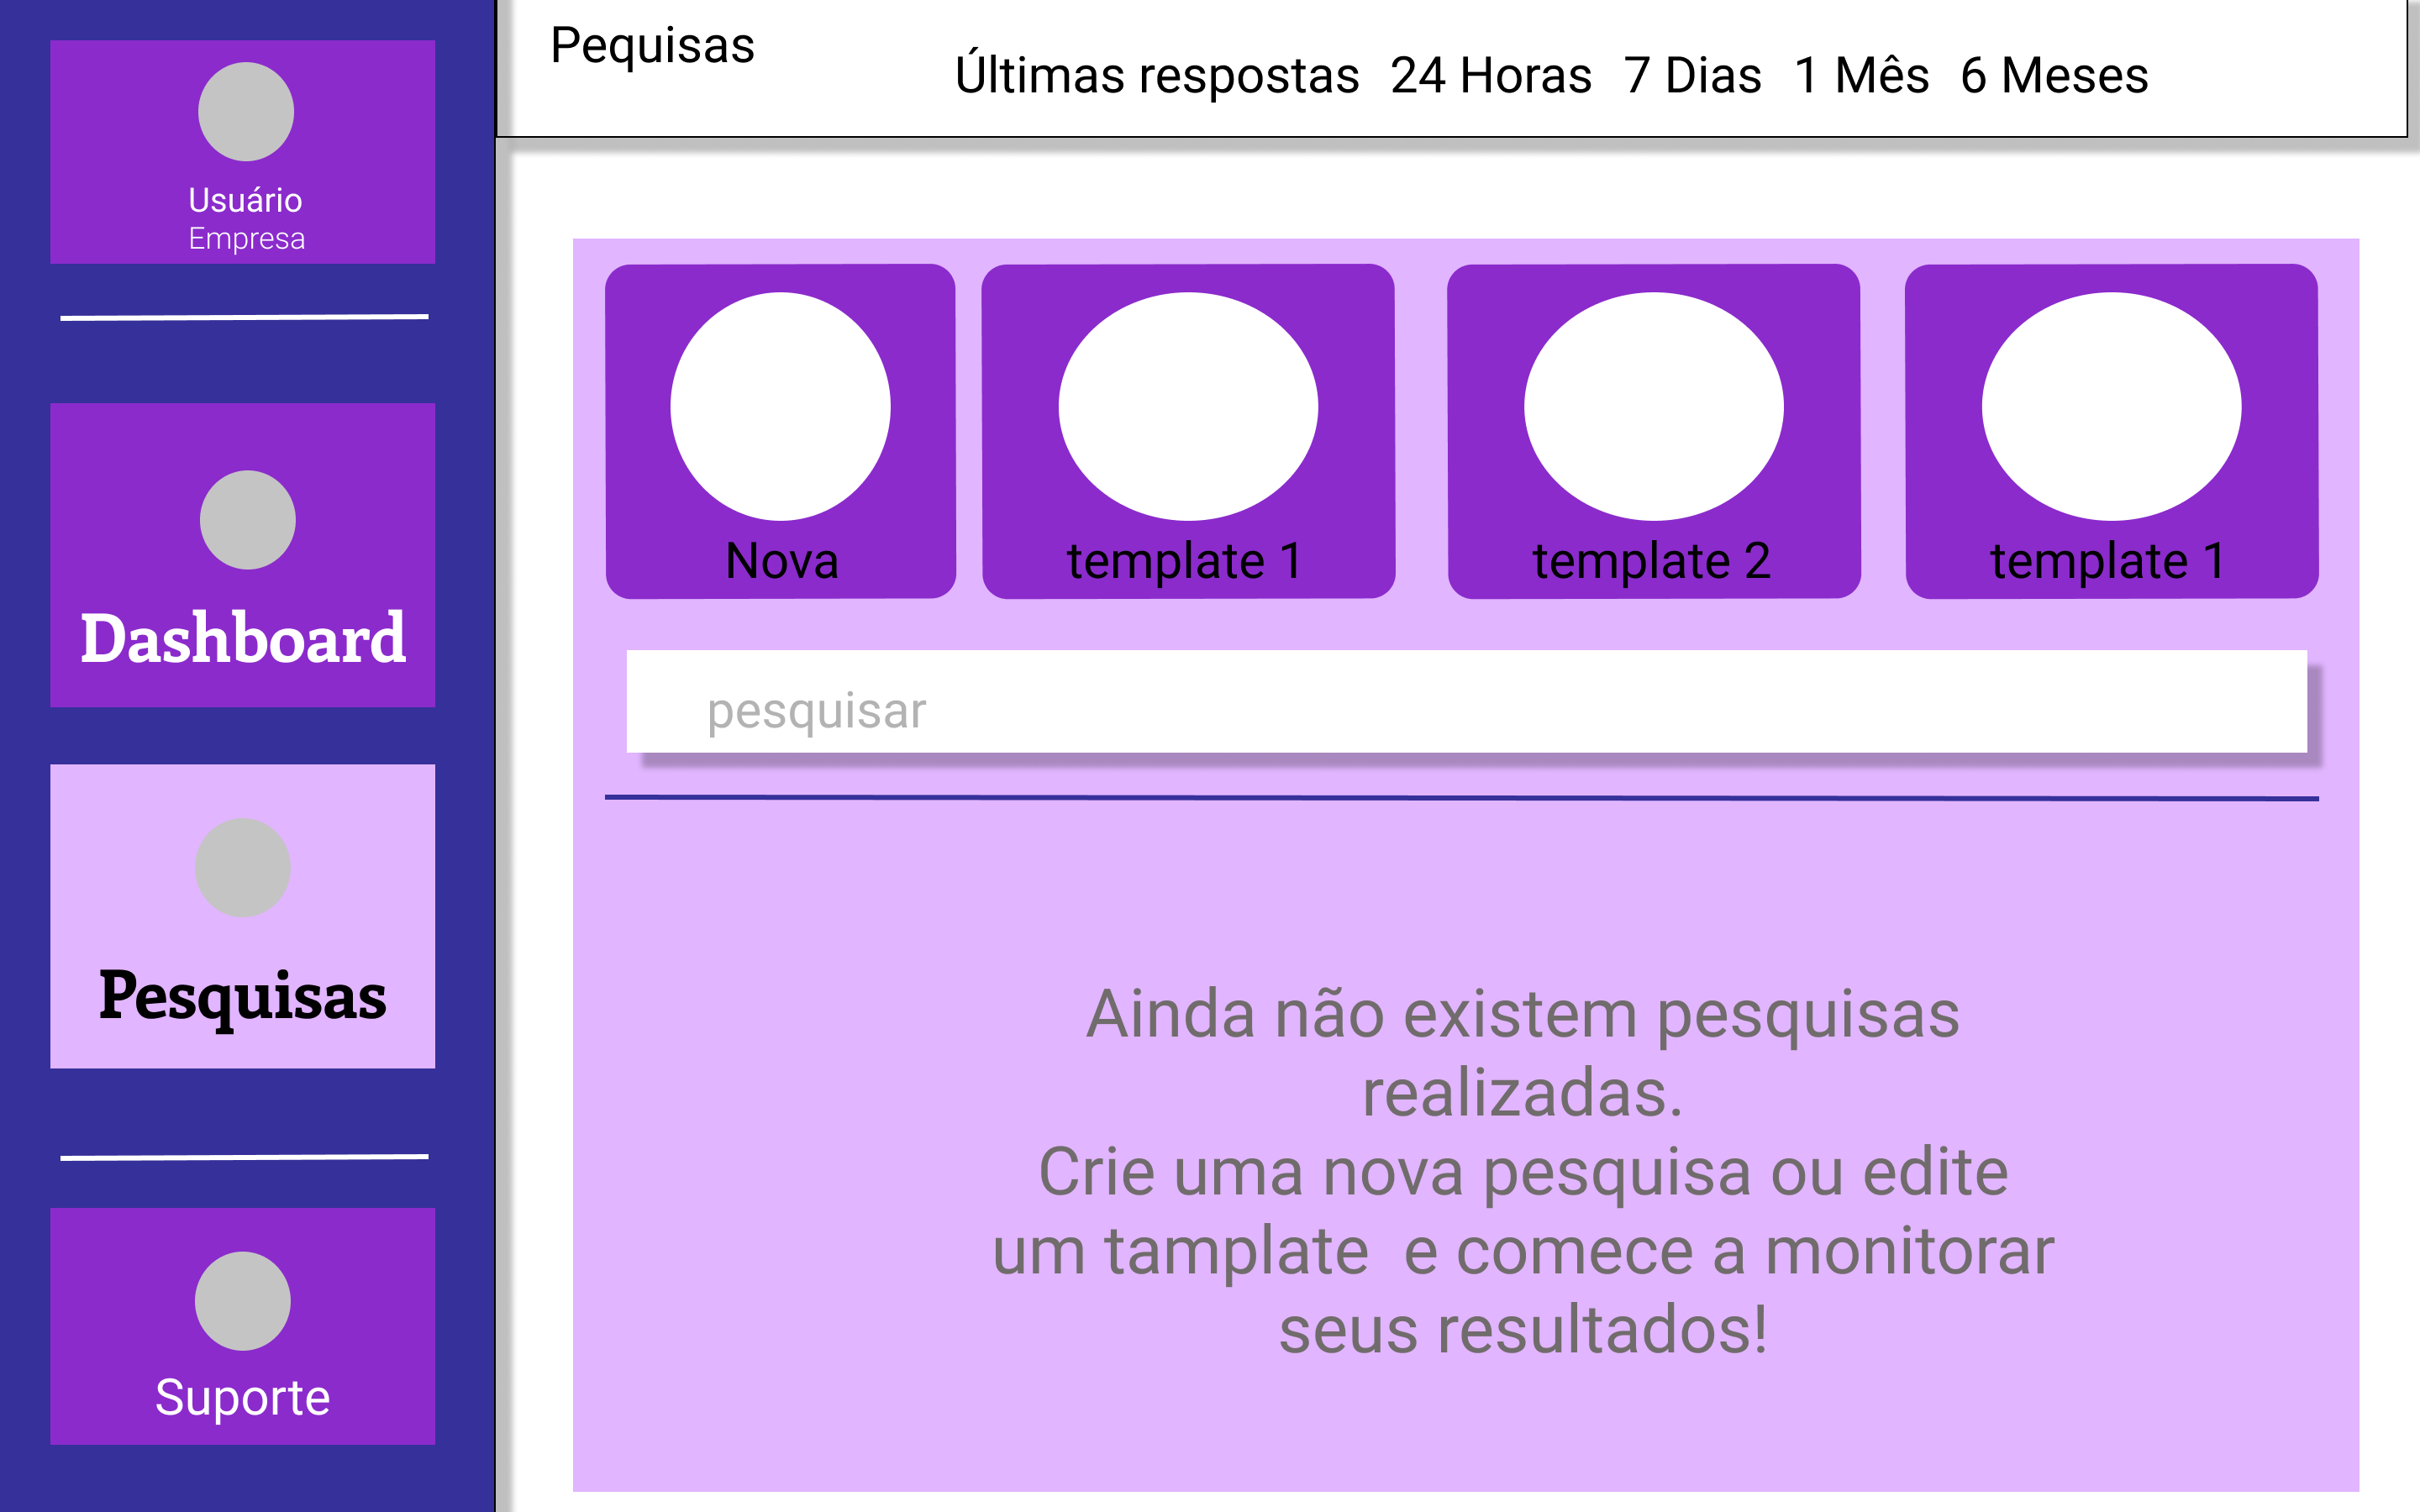 Usuário
Empresa
Dashboard
Pesquisas
Suporte
Pequisas
Últimas respostas 24 Horas 7 Dias 1 Mês 6 Meses
Nova template 1 template 2 template 1
pesquisar
Ainda não existem pesquisas
realizadas.
Crie uma nova pesquisa ou edite
um tamplate e comece a monitorar
seus resultados!